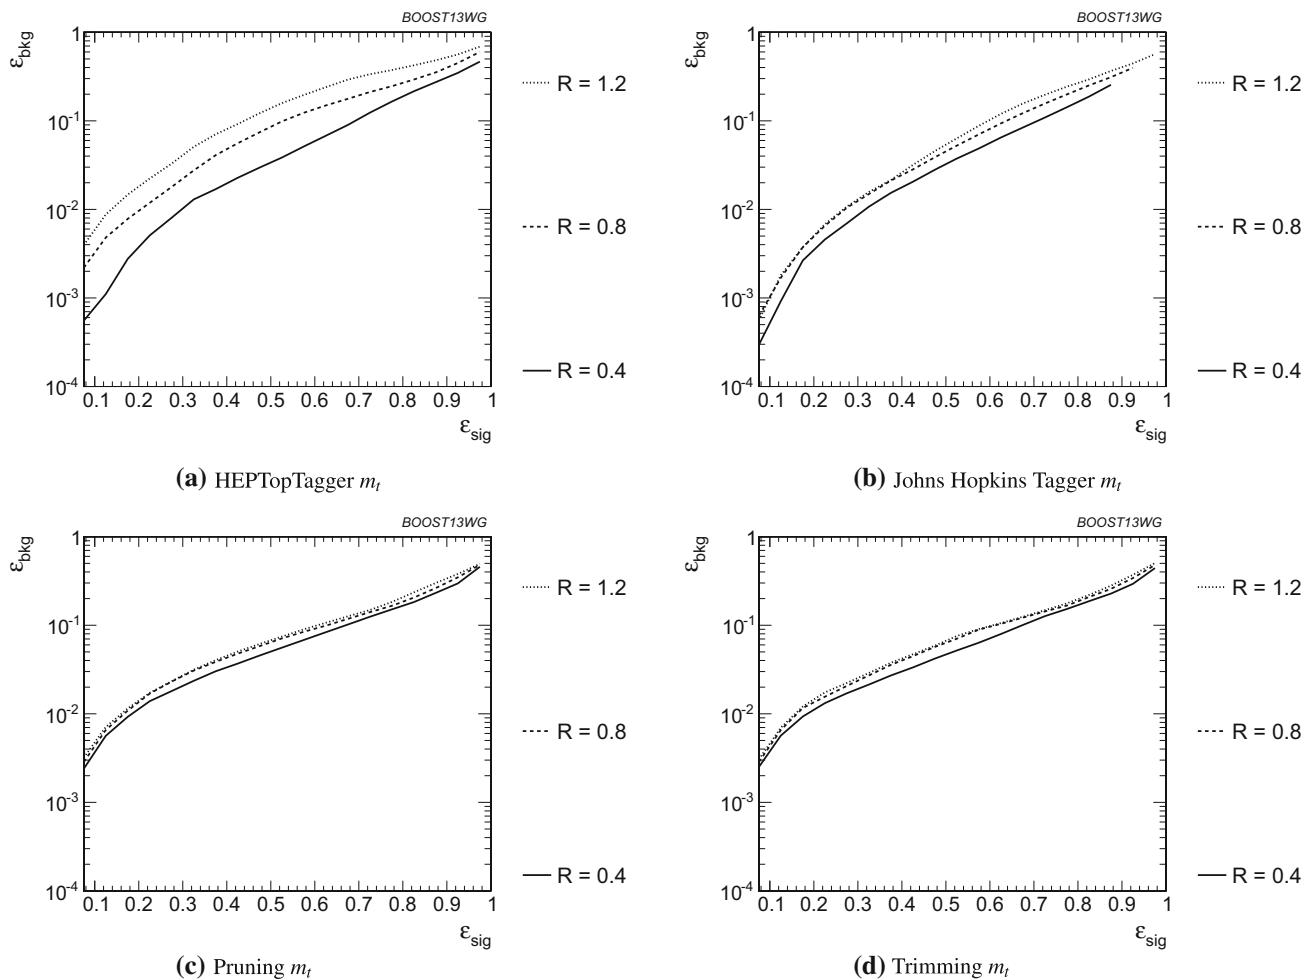 BOOST13WG
ε_bkg
1
10^-1
10^-2
10^-3
10^-4
0.1 0.2 0.3 0.4 0.5 0.6 0.7 0.8 0.9 1
ε_sig
R = 1.2
R = 0.8
R = 0.4
(a) HEPTopTagger m_t
BOOST13WG
ε_bkg
1
10^-1
10^-2
10^-3
10^-4
0.1 0.2 0.3 0.4 0.5 0.6 0.7 0.8 0.9 1
ε_sig
R = 1.2
R = 0.8
R = 0.4
(b) Johns Hopkins Tagger m_t
BOOST13WG
ε_bkg
1
10^-1
10^-2
10^-3
10^-4
0.1 0.2 0.3 0.4 0.5 0.6 0.7 0.8 0.9 1
ε_sig
R = 1.2
R = 0.8
R = 0.4
(c) Pruning m_t
BOOST13WG
ε_bkg
1
10^-1
10^-2
10^-3
10^-4
0.1 0.2 0.3 0.4 0.5 0.6 0.7 0.8 0.9 1
ε_sig
R = 1.2
R = 0.8
R = 0.4
(d) Trimming m_t